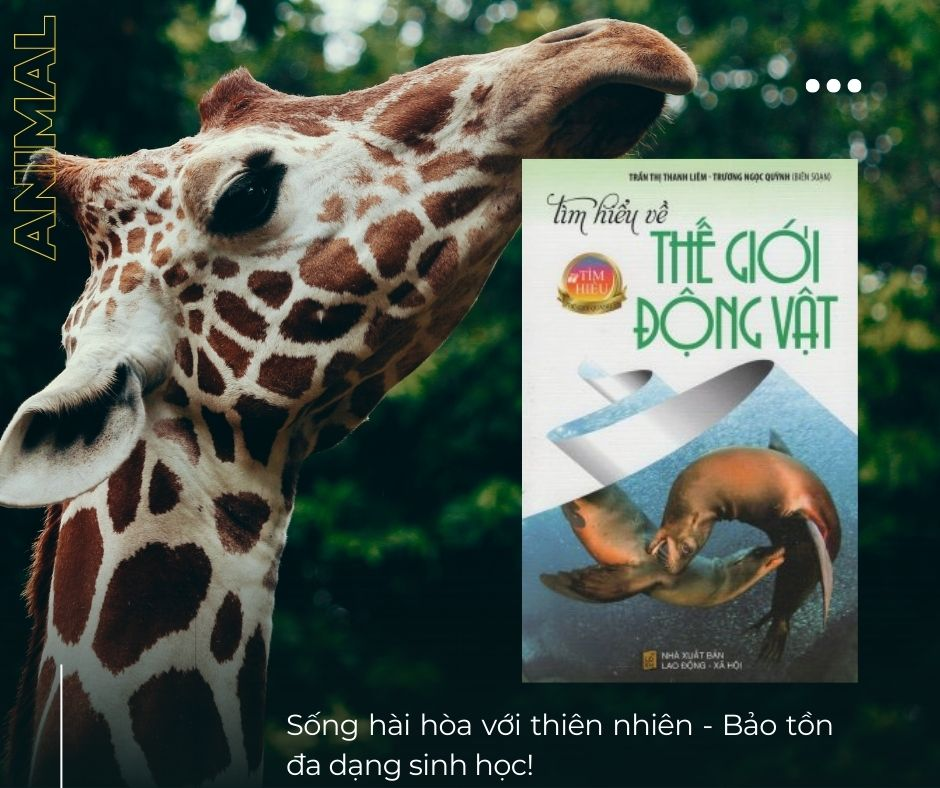 ANIMAL
TRẦN THỊ THANH LIÊM - TRƯƠNG NGỌC QUỲNH (BIÊN SOẠN)
tìm hiểu về
THẾ GIỚI
ĐỘNG VẬT
TÌM
HIỂU
NHÀ XUẤT BẢN
LAO ĐỘNG - XÃ HỘI
Sống hài hòa với thiên nhiên - Bảo tồn
đa dạng sinh học!